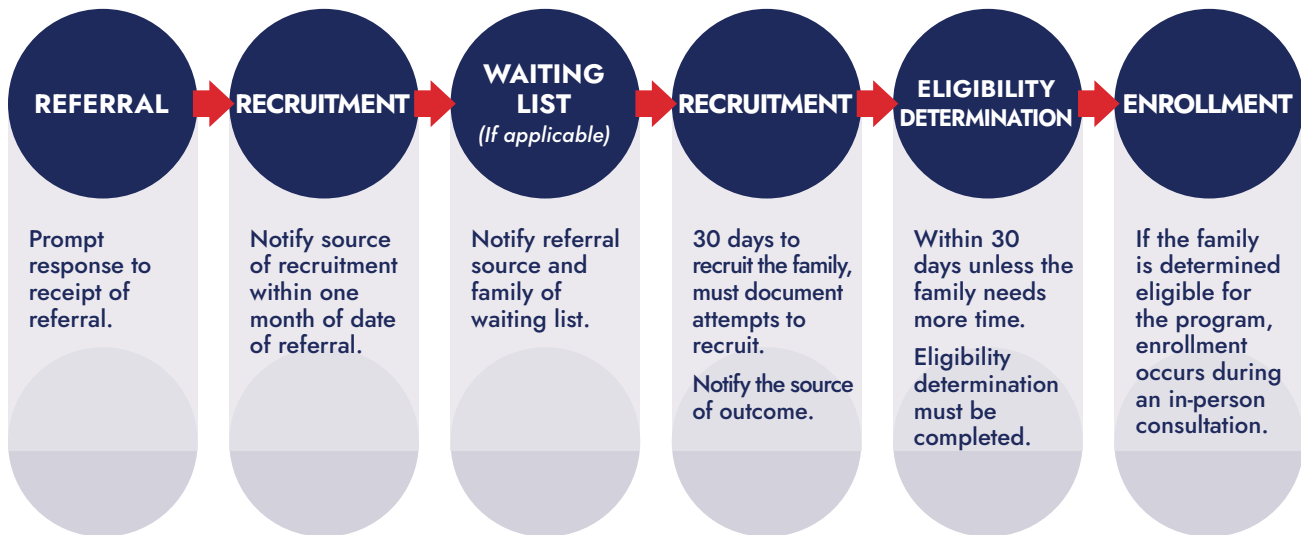 REFERRAL
Prompt
response to
receipt of
referral.
RECRUITMENT
Notify source
of recruitment
within one
month of date
of referral.
WAITING
LIST
(If applicable)
Notify referral
source and
family of
waiting list.
RECRUITMENT
30 days to
recruit the family,
must document
attempts to
recruit.
Notify the source
of outcome.
ELIGIBILITY
DETERMINATION
Within 30
days unless the
family needs
more time.
Eligibility
determination
must be
completed.
ENROLLMENT
If the family
is determined
eligible for
the program,
enrollment
occurs during
an in-person
consultation.